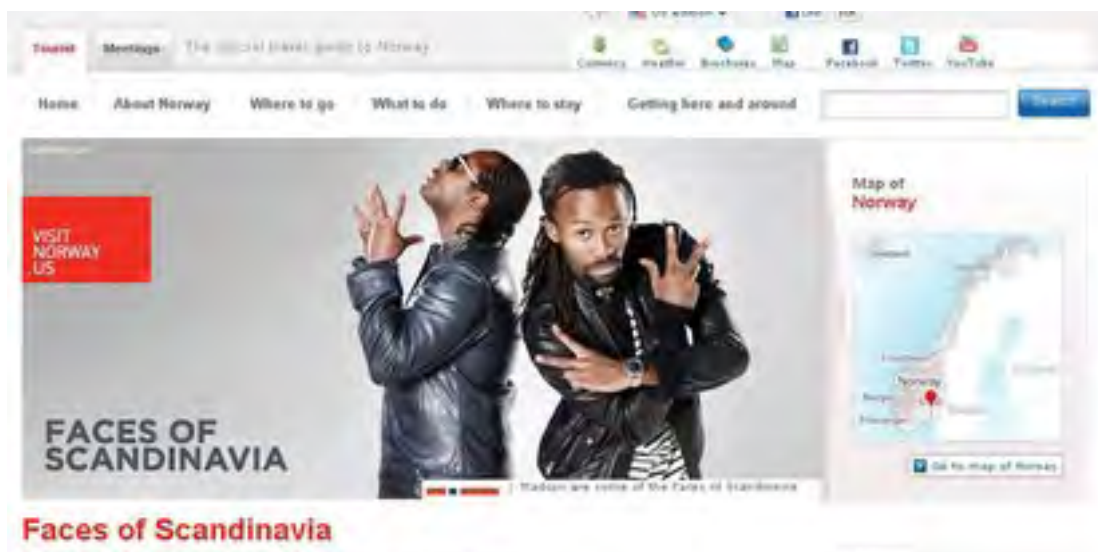 US edition
Tourist Meetings The official travel guide to Norway
Currency Weather Brochures Map Facebook Twitter YouTube
Home About Norway Where to go What to do Where to stay Getting here and around Search
Map of
Norway
VISIT
NORWAY
.US
Norway
FACES OF
SCANDINAVIA
Go to map of Norway
Madcon are some of the Faces of Scandinavia
Faces of Scandinavia